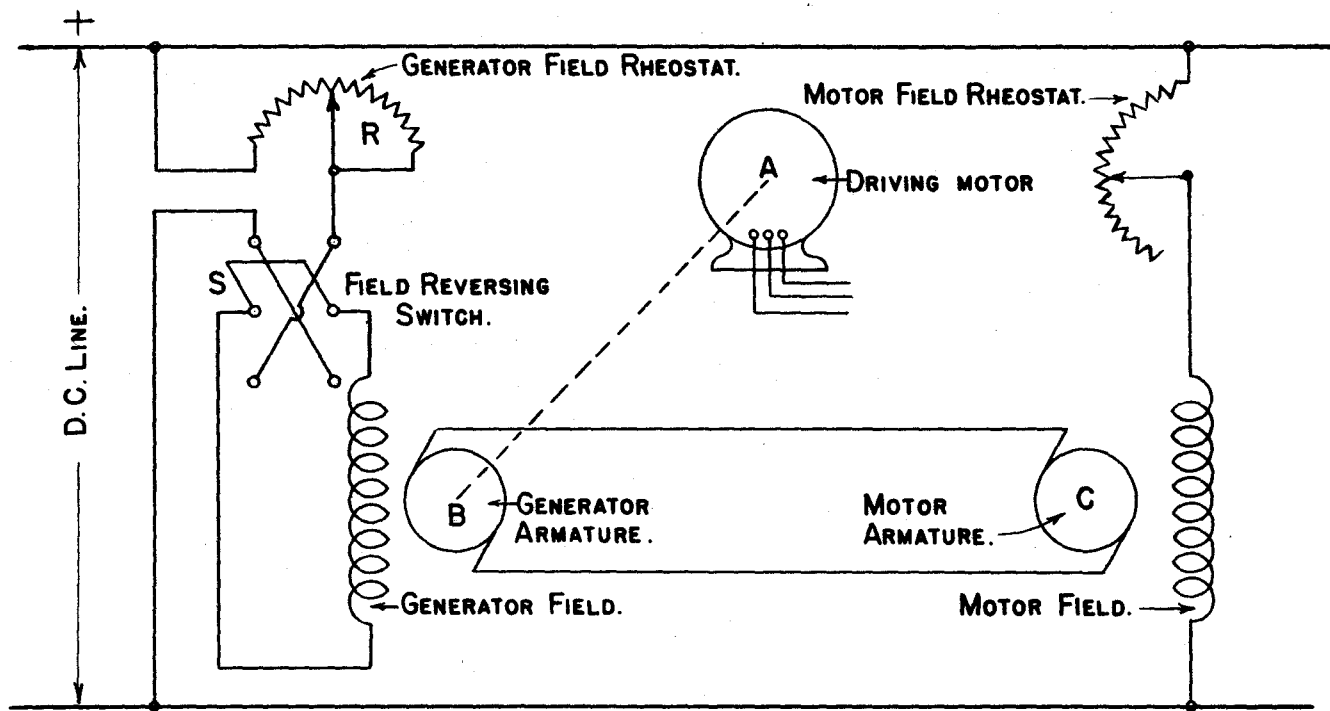 +
GENERATOR FIELD RHEOSTAT.
MOTOR FIELD RHEOSTAT.
R
A
DRIVING MOTOR
S
FIELD REVERSING
SWITCH.
D.C. LINE.
B
GENERATOR
ARMATURE.
MOTOR
ARMATURE.
C
GENERATOR FIELD.
MOTOR FIELD.